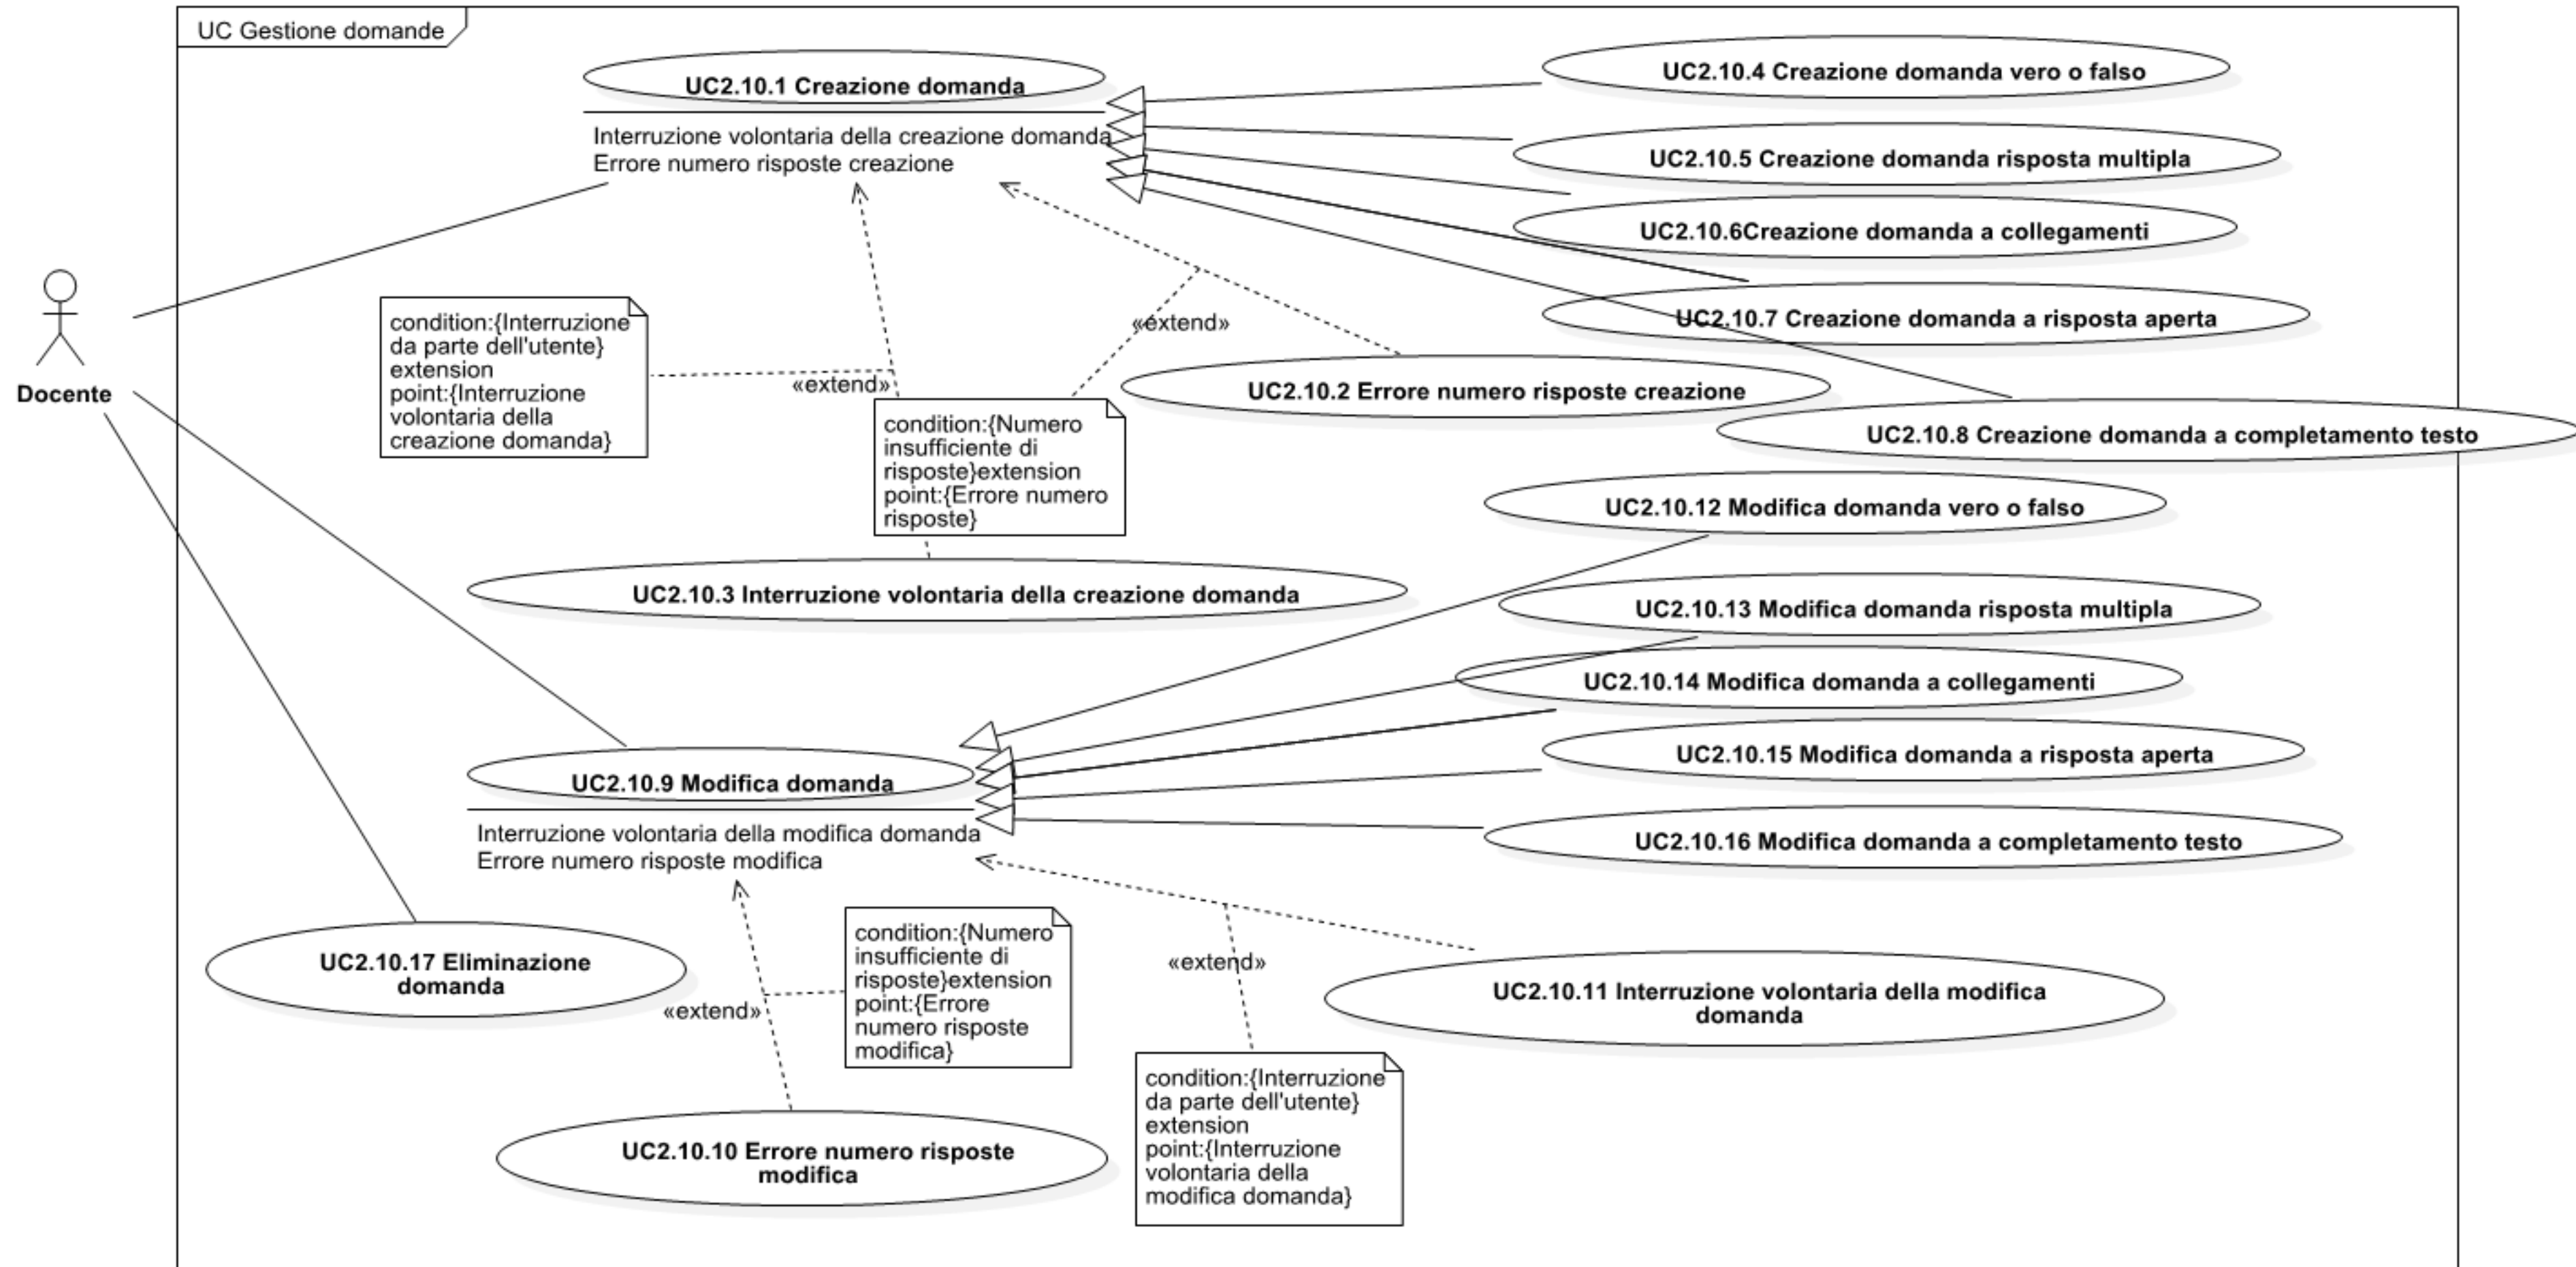 UC Gestione domande
UC2.10.1 Creazione domanda
Interruzione volontaria della creazione domanda
Errore numero risposte creazione
UC2.10.4 Creazione domanda vero o falso
UC2.10.5 Creazione domanda risposta multipla
UC2.10.6Creazione domanda a collegamenti
UC2.10.7 Creazione domanda a risposta aperta
Docente
condition:{Interruzione
da parte dell'utente}
extension
point:{Interruzione
volontaria della
creazione domanda}
«extend»
«extend»
UC2.10.2 Errore numero risposte creazione
condition:{Numero
insufficiente di
risposte}extension
point:{Errore numero
risposte}
UC2.10.8 Creazione domanda a completamento testo
UC2.10.12 Modifica domanda vero o falso
UC2.10.3 Interruzione volontaria della creazione domanda
UC2.10.13 Modifica domanda risposta multipla
UC2.10.14 Modifica domanda a collegamenti
UC2.10.15 Modifica domanda a risposta aperta
UC2.10.9 Modifica domanda
Interruzione volontaria della modifica domanda
Errore numero risposte modifica
UC2.10.16 Modifica domanda a completamento testo
UC2.10.17 Eliminazione
domanda
«extend»
condition:{Numero
insufficiente di
risposte}extension
point:{Errore
numero risposte
modifica}
«extend»
UC2.10.11 Interruzione volontaria della modifica
domanda
UC2.10.10 Errore numero risposte
modifica
condition:{Interruzione
da parte dell'utente}
extension
point:{Interruzione
volontaria della
modifica domanda}